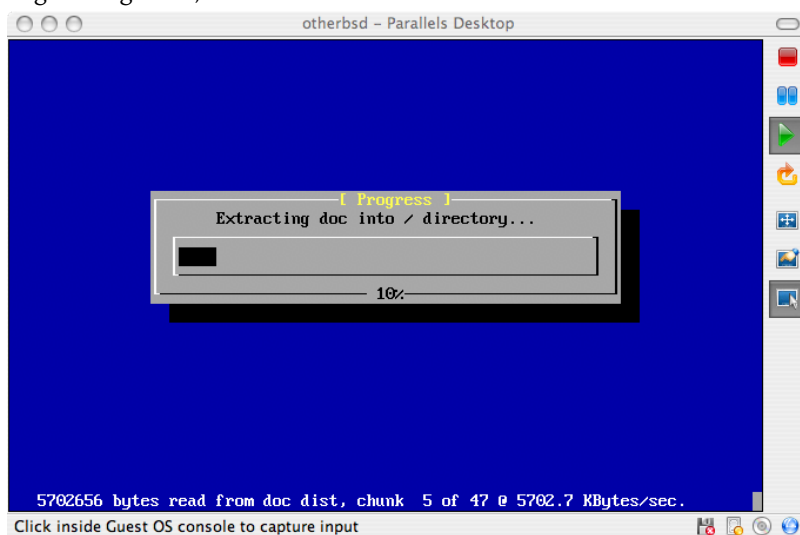 otherbsd – Parallels Desktop
[ Progress ]
Extracting doc into / directory...
10%
5702656 bytes read from doc dist, chunk  5 of 47 @ 5702.7 KBytes/sec.
Click inside Guest OS console to capture input